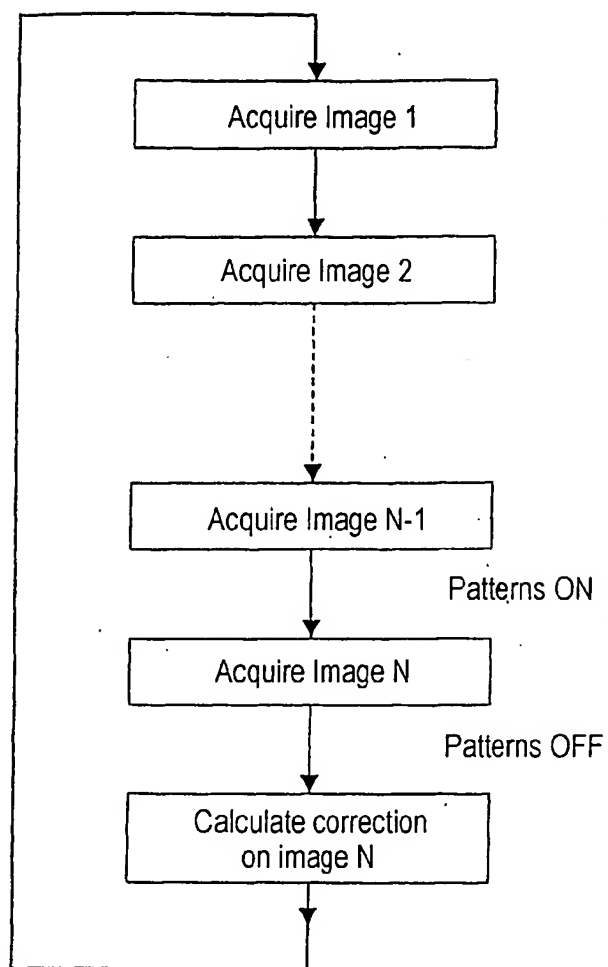 Acquire Image 1
Acquire Image 2
Acquire Image N-1
Patterns ON
Acquire Image N
Patterns OFF
Calculate correction
on image N